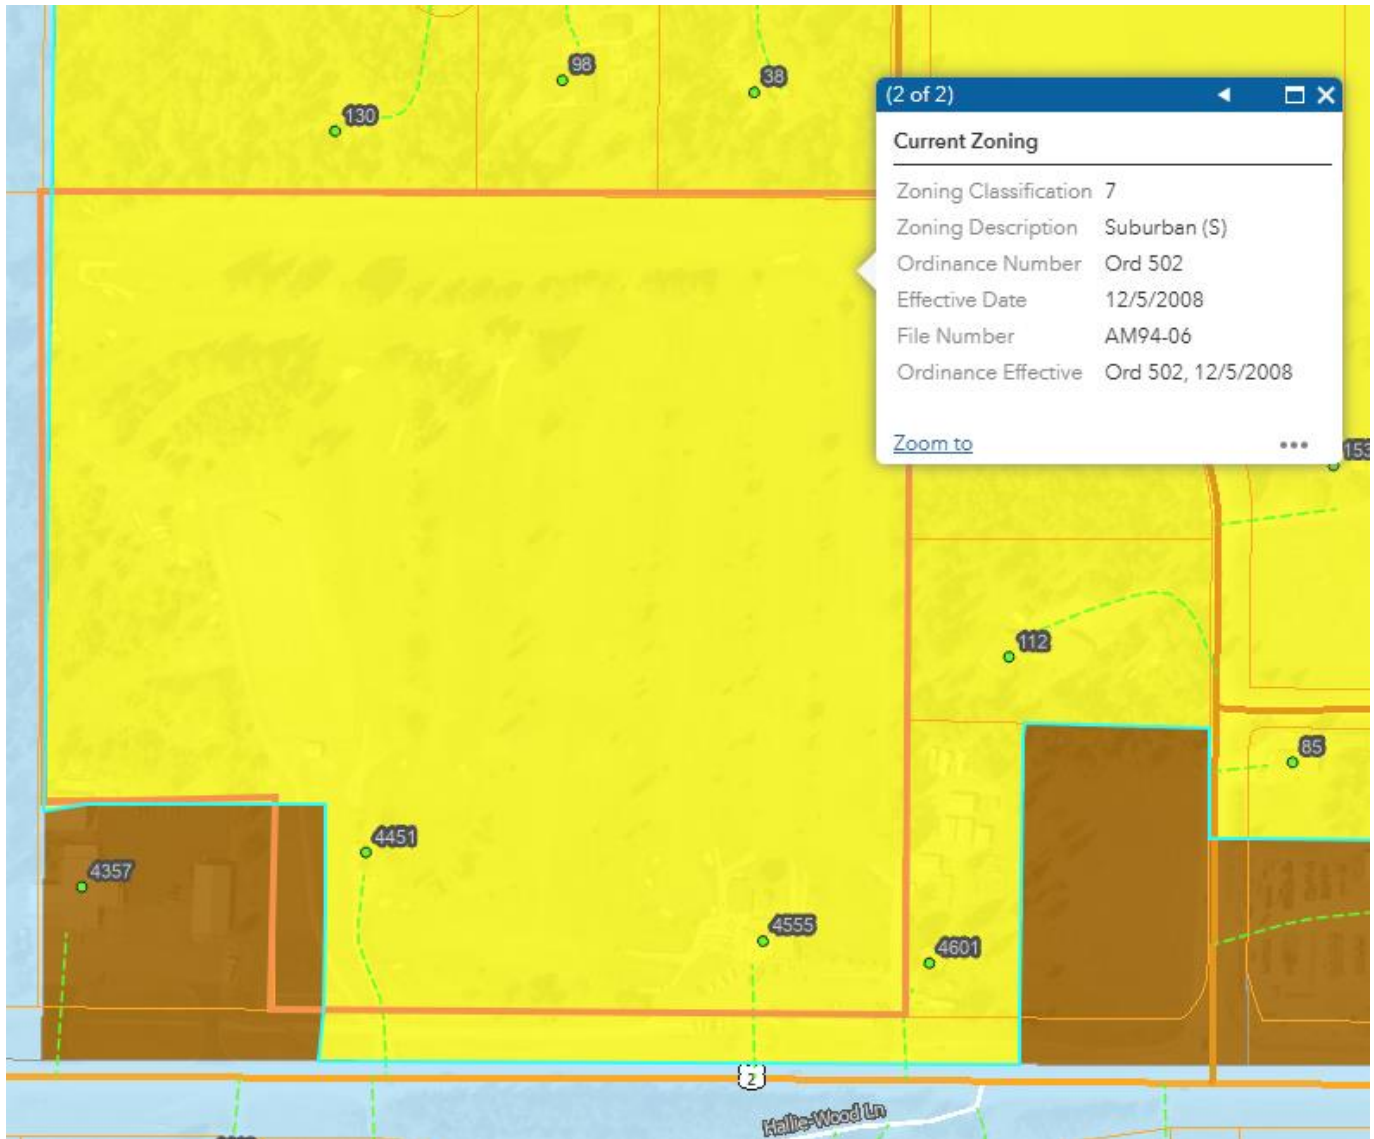 98
38
130
(2 of 2)
Current Zoning
Zoning Classification 7
Zoning Description Suburban (S)
Ordinance Number Ord 502
Effective Date 12/5/2008
File Number AM94-06
Ordinance Effective Ord 502, 12/5/2008
Zoom to
153
112
85
4451
4357
4555
4601
2
Hallie-Wood Ln